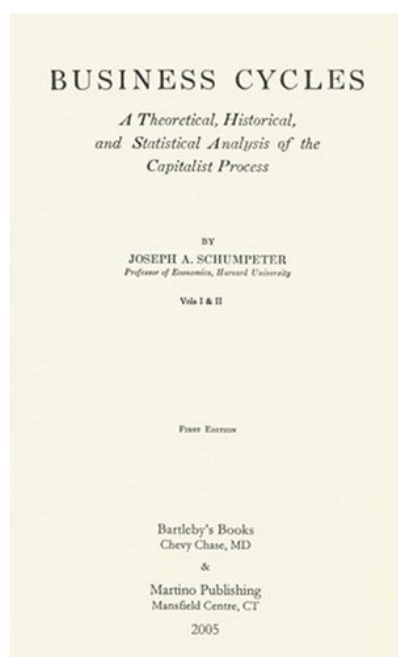 BUSINESS CYCLES
A Theoretical, Historical,
and Statistical Analysis of the
Capitalist Process
BY
JOSEPH A. SCHUMPETER
Professor of Economics, Harvard University
Vols I & II
First Edition
Bartleby's Books
Chevy Chase, MD
&
Martino Publishing
Mansfield Centre, CT
2005